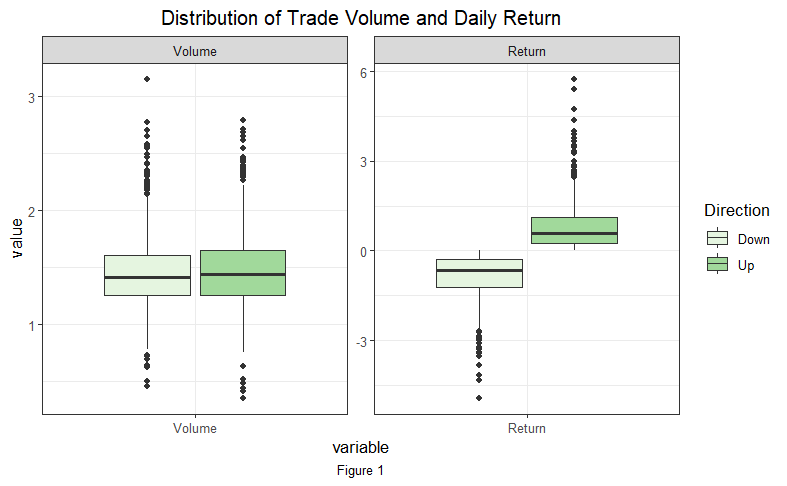 Distribution of Trade Volume and Daily Return
Volume
Return
3
2
1
6
3
0
-3
value
Volume
Return
variable
Figure 1
Direction
Down
Up